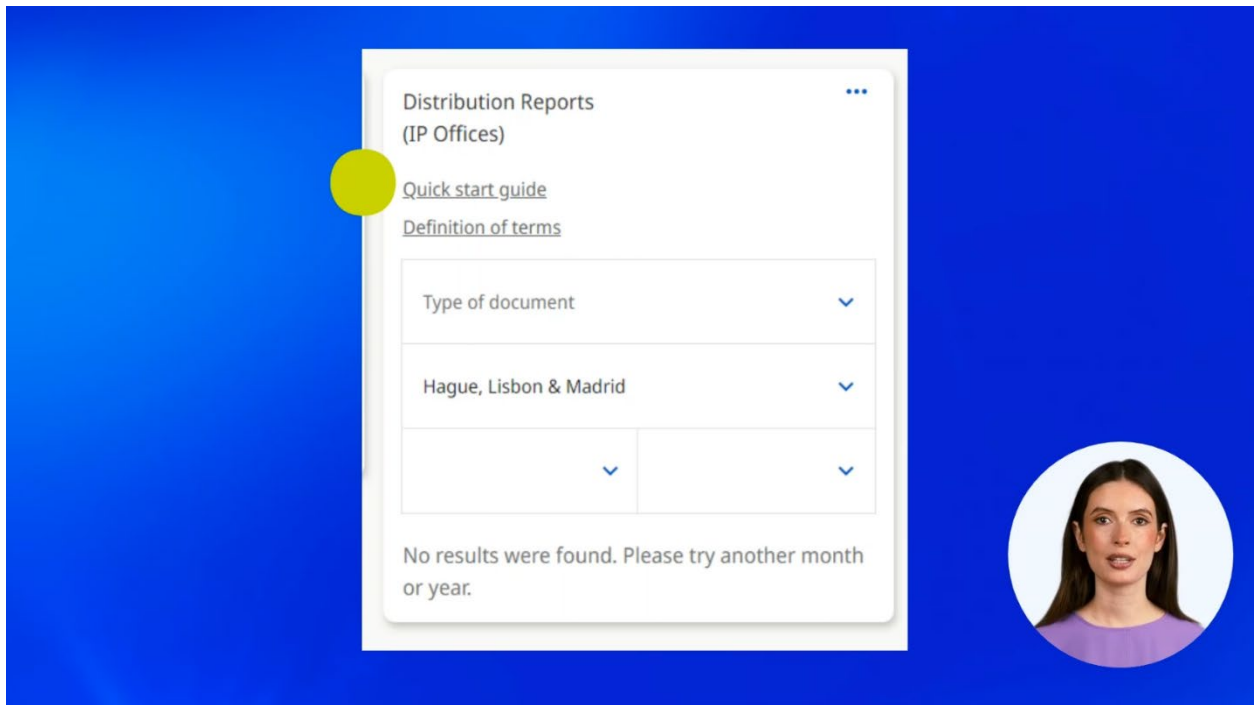 Distribution Reports
(IP Offices)
Quick start guide
Definition of terms
Type of document
Hague, Lisbon & Madrid
No results were found. Please try another month
or year.